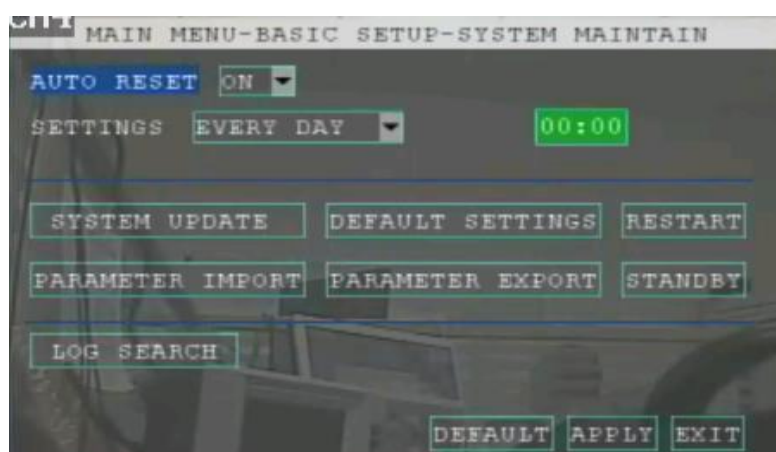 MAIN MENU-BASIC SETUP-SYSTEM MAINTAIN
AUTO RESET ON
SETTINGS EVERY DAY 00:00
SYSTEM UPDATE DEFAULT SETTINGS RESTART
PARAMETER IMPORT PARAMETER EXPORT STANDBY
LOG SEARCH
DEFAULT APPLY EXIT